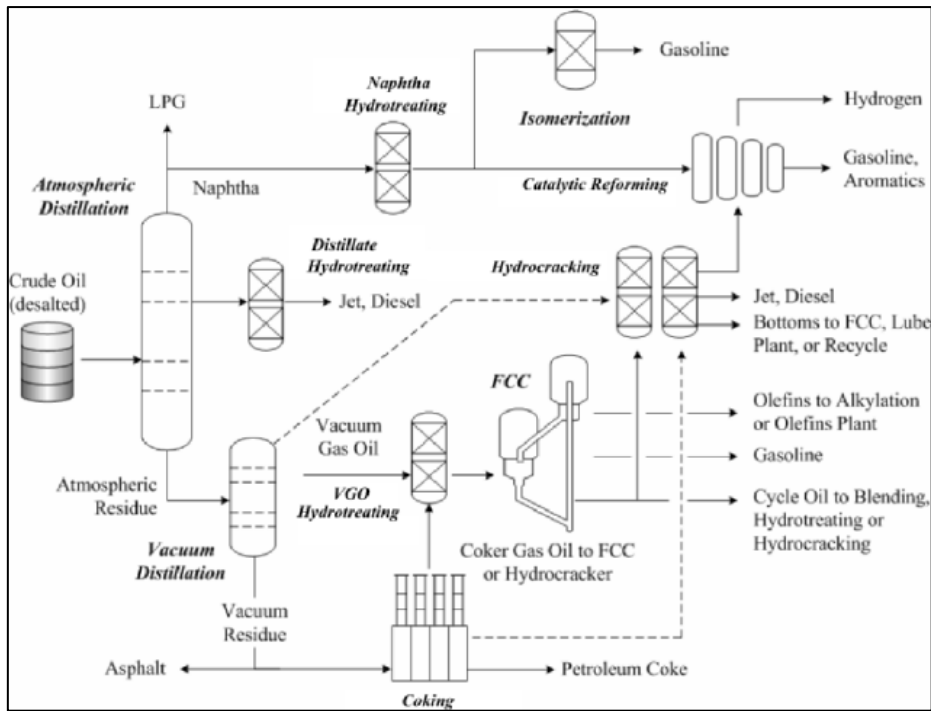 Gasoline
Naphtha
Hydrotreating
LPG
Hydrogen
Isomerization
Gasoline,
Aromatics
Atmospheric
Distillation
Naphtha
Catalytic Reforming
Distillate
Hydrotreating
Hydrocracking
Crude Oil
(desalted)
Jet, Diesel
Jet, Diesel
Bottoms to FCC, Lube
Plant, or Recycle
FCC
Vacuum
Gas Oil
Olefins to Alkylation
or Olefins Plant
Gasoline
Atmospheric
Residue
VGO
Hydrotreating
Cycle Oil to Blending,
Hydrotreating or
Hydrocracking
Vacuum
Distillation
Coker Gas Oil to FCC
or Hydrocracker
Vacuum
Residue
Asphalt
Petroleum Coke
Coking